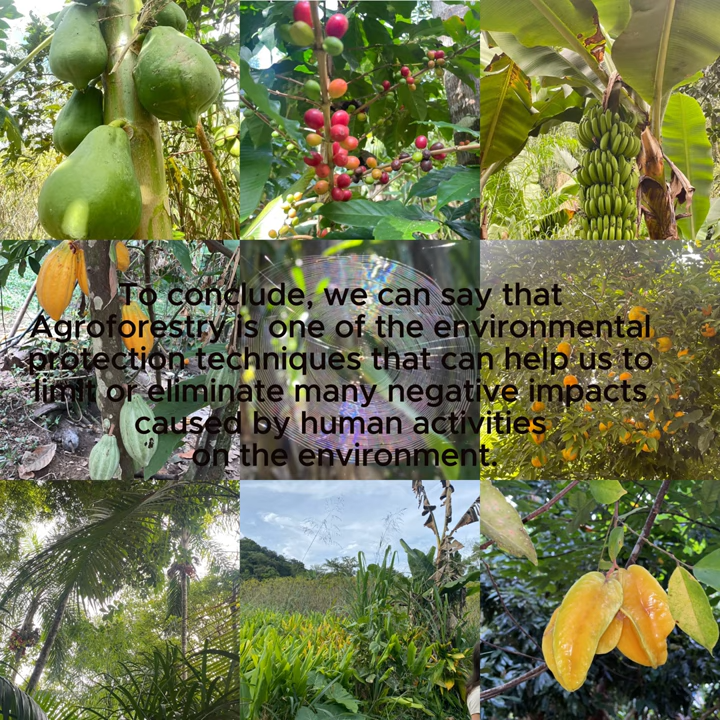 To conclude, we can say that
Agroforestry is one of the environmental
protection techniques that can help us to
limit or eliminate many negative impacts
caused by human activities
on the environment.